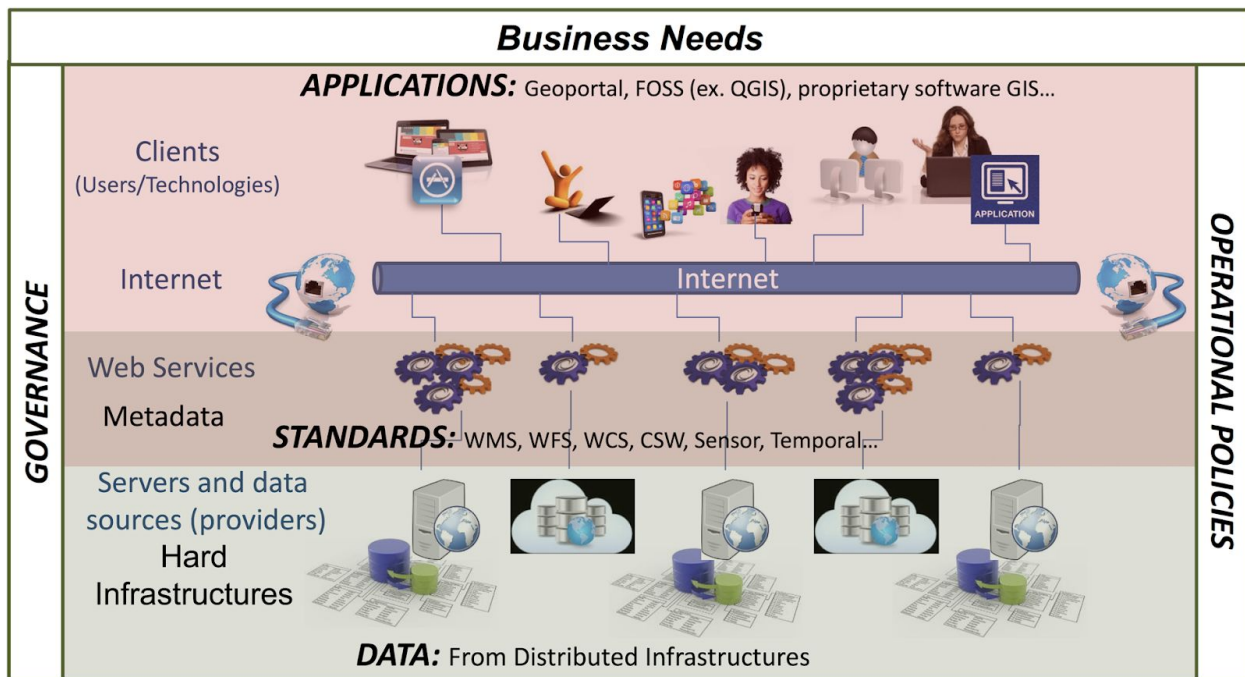 Business Needs
GOVERNANCE
OPERATIONAL POLICIES
APPLICATIONS: Geoportal, FOSS (ex. QGIS), proprietary software GIS...
Clients
(Users/Technologies)
APPLICATION
Internet
Internet
Web Services
Metadata
STANDARDS: WMS, WFS, WCS, CSW, Sensor, Temporal...
Servers and data
sources (providers)
Hard
Infrastructures
DATA: From Distributed Infrastructures